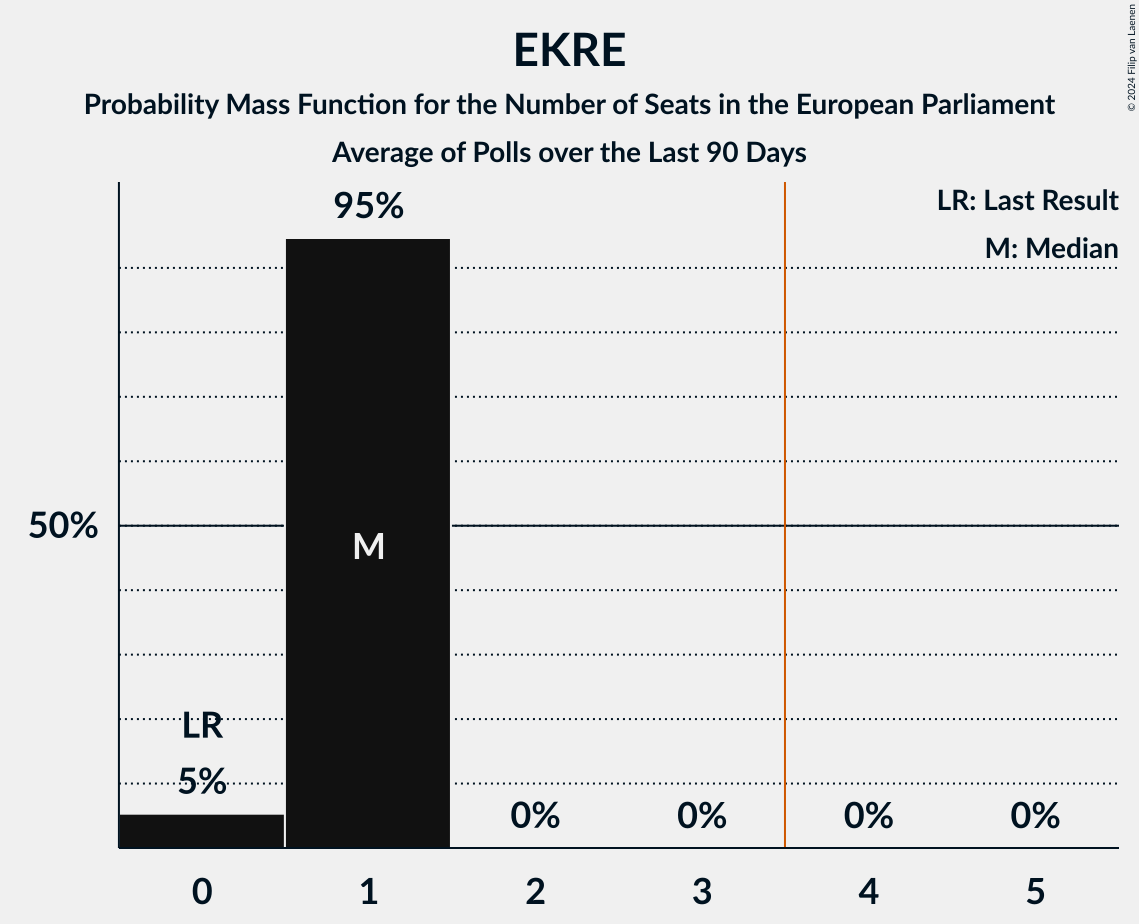 EKRE
Probability Mass Function for the Number of Seats in the European Parliament
Average of Polls over the Last 90 Days
© 2024 Filip van Laenen
LR: Last Result
M: Median
95%
50%
M
LR
5%
0% 0% 0% 0%
0 1 2 3 4 5